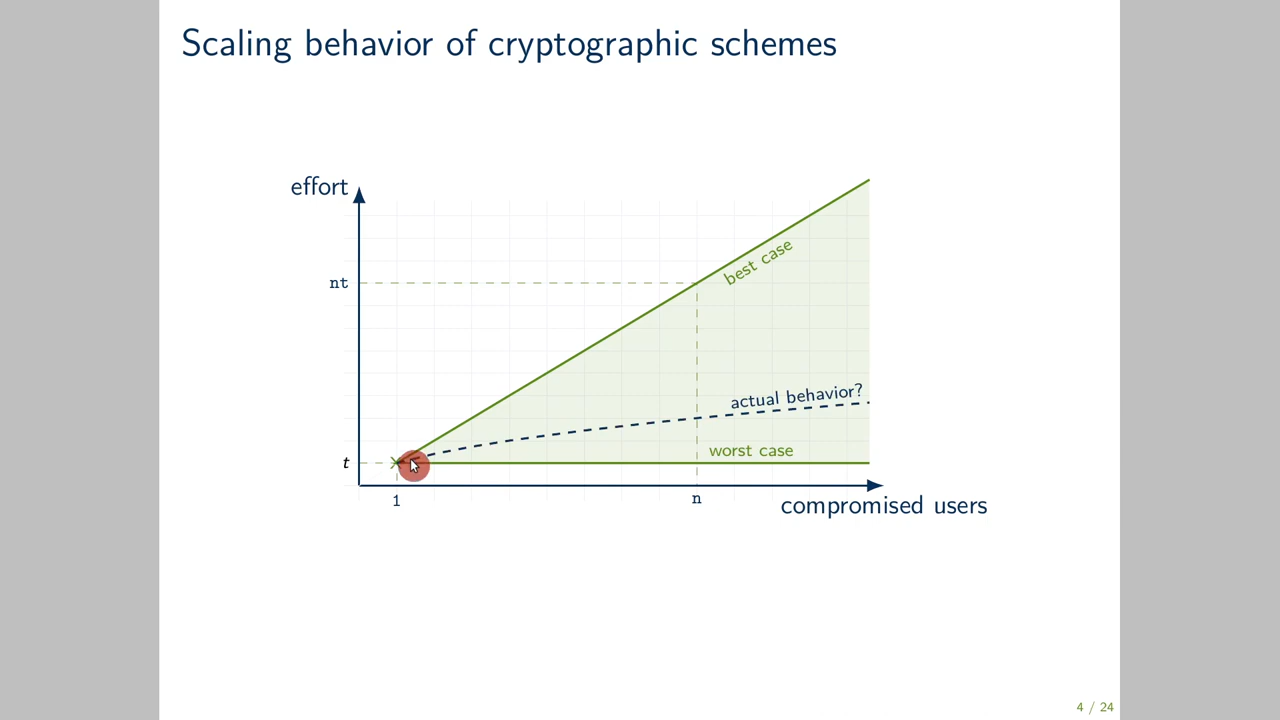 Scaling behavior of cryptographic schemes
effort
nt
best case
actual behavior?
worst case
t
1
n
compromised users
4 / 24